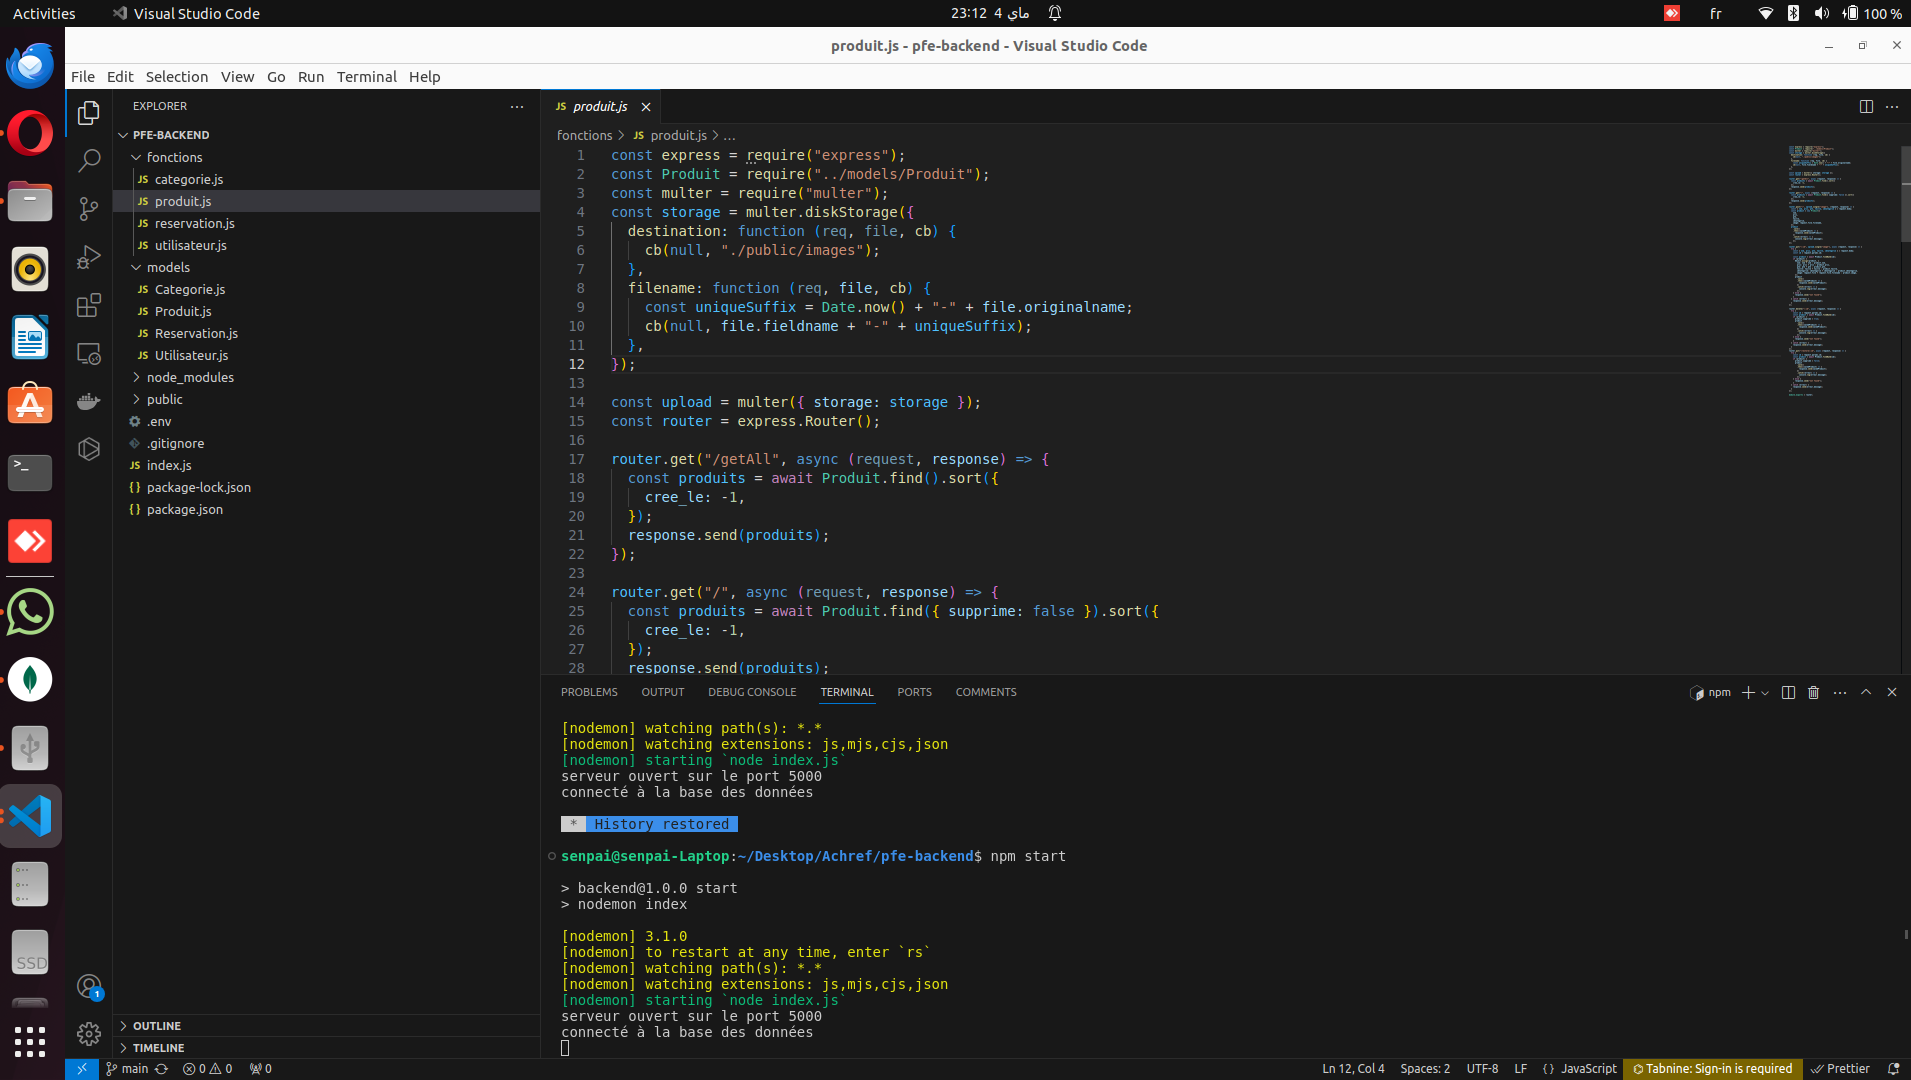 Activities
Visual Studio Code
23:12 4 ماي
fr
100 %
produit.js - pfe-backend - Visual Studio Code
File Edit Selection View Go Run Terminal Help
EXPLORER
PFE-BACKEND
fonctions
JS categorie.js
JS produit.js
JS reservation.js
JS utilisateur.js
models
JS Categorie.js
JS Produit.js
JS Reservation.js
JS Utilisateur.js
node_modules
public
.env
.gitignore
JS index.js
{} package-lock.json
{} package.json
OUTLINE
TIMELINE
JS produit.js
fonctions > JS produit.js > ...
1 const express = require("express");
2 const Produit = require("../models/Produit");
3 const multer = require("multer");
4 const storage = multer.diskStorage({
5 destination: function (req, file, cb) {
6 cb(null, "./public/images");
7 },
8 filename: function (req, file, cb) {
9 const uniqueSuffix = Date.now() + "-" + file.originalname;
10 cb(null, file.fieldname + "-" + uniqueSuffix);
11 },
12 });
13
14 const upload = multer({ storage: storage });
15 const router = express.Router();
16
17 router.get("/getAll", async (request, response) => {
18 const produits = await Produit.find().sort({
19 cree_le: -1,
20 });
21 response.send(produits);
22 });
23
24 router.get("/", async (request, response) => {
25 const produits = await Produit.find({ supprime: false }).sort({
26 cree_le: -1,
27 });
28 response.send(produits);
PROBLEMS OUTPUT DEBUG CONSOLE TERMINAL PORTS COMMENTS
npm
[nodemon] watching path(s): *.*
[nodemon] watching extensions: js,mjs,cjs,json
[nodemon] starting `node index.js`
serveur ouvert sur le port 5000
connecté à la base des données
* History restored
senpai@senpai-Laptop:~/Desktop/Achref/pfe-backend$ npm start
> backend@1.0.0 start
> nodemon index
[nodemon] 3.1.0
[nodemon] to restart at any time, enter `rs`
[nodemon] watching path(s): *.*
[nodemon] watching extensions: js,mjs,cjs,json
[nodemon] starting `node index.js`
serveur ouvert sur le port 5000
connecté à la base des données
SSD
1
main 0 0 0
Ln 12, Col 4 Spaces: 2 UTF-8 LF {} JavaScript Tabnine: Sign-in is required Prettier